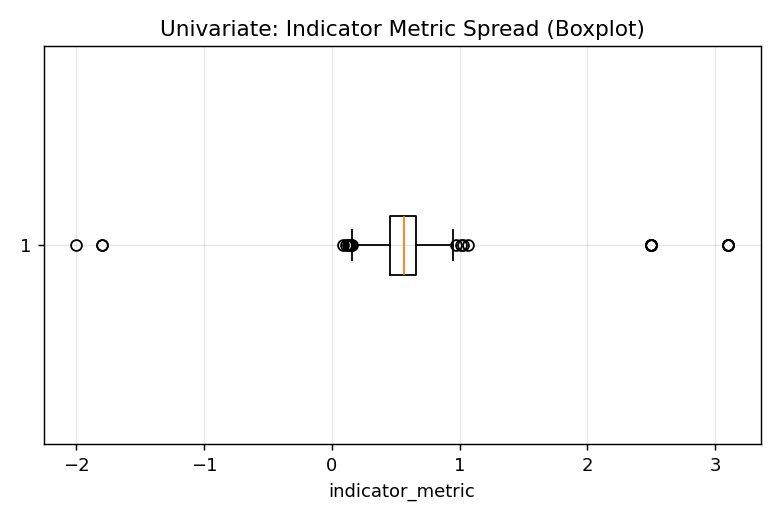 Univariate: Indicator Metric Spread (Boxplot)
1
−2 −1 0 1 2 3
indicator_metric